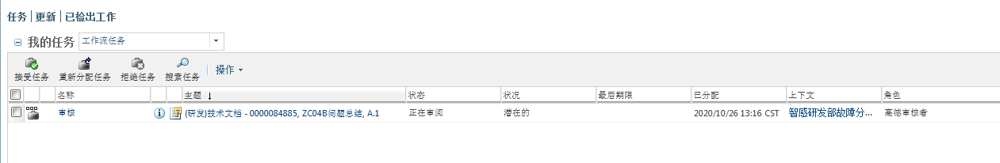 任务 | 更新 | 已检出工作
我的任务 工作流任务
接受任务 重新分配任务 拒绝任务 搜索任务 操作
名称 主题 ↓ 状态 状况 最后期限 已分配 上下文 角色
审核 (研发)技术文档 - 0000084885, ZC04B问题总结, A.1 正在审阅 潜在的 2020/10/26 13:16 CST 智感研发部故障分... 高德审核者